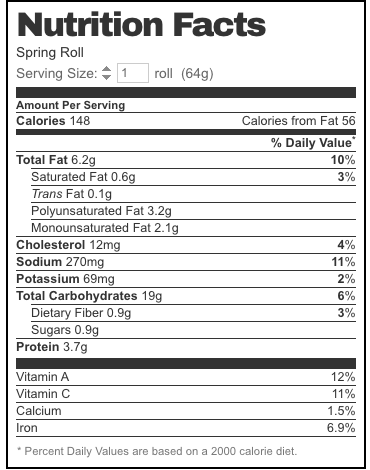 Nutrition Facts
Spring Roll
Serving Size: 1 roll (64g)
Amount Per Serving
Calories 148 Calories from Fat 56
% Daily Value*
Total Fat 6.2g 10%
Saturated Fat 0.6g 3%
Trans Fat 0.1g
Polyunsaturated Fat 3.2g
Monounsaturated Fat 2.1g
Cholesterol 12mg 4%
Sodium 270mg 11%
Potassium 69mg 2%
Total Carbohydrates 19g 6%
Dietary Fiber 0.9g 3%
Sugars 0.9g
Protein 3.7g
Vitamin A 12%
Vitamin C 11%
Calcium 1.5%
Iron 6.9%
* Percent Daily Values are based on a 2000 calorie diet.